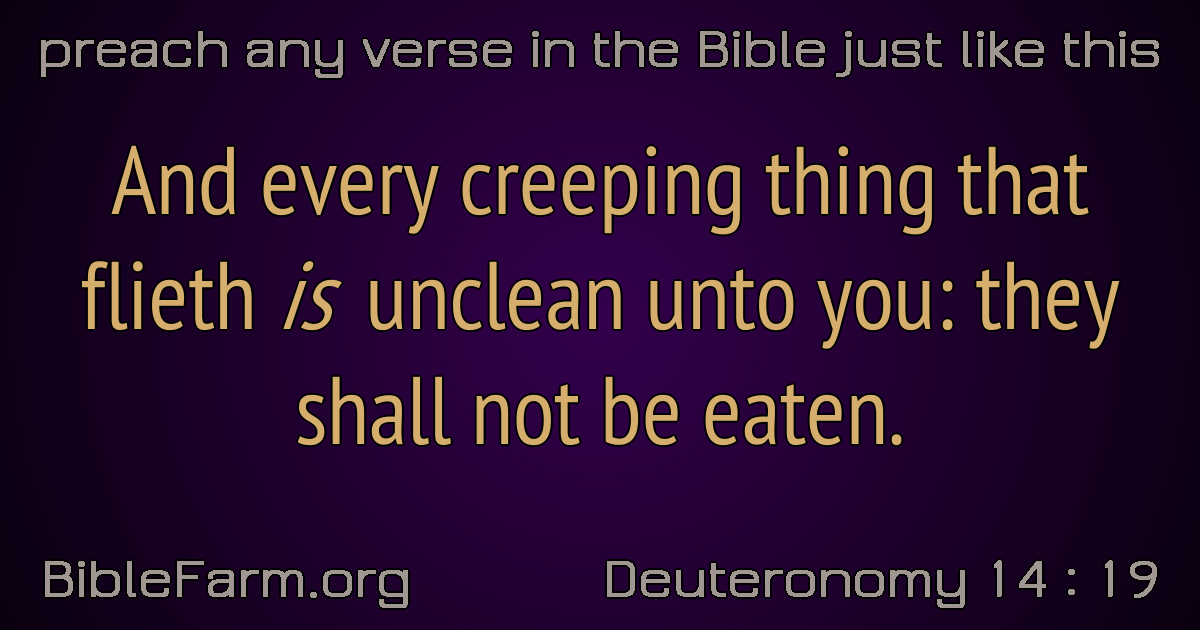 preach any verse in the Bible just like this
And every creeping thing that
flieth is unclean unto you: they
shall not be eaten.
BibleFarm.org
Deuteronomy 14 : 19